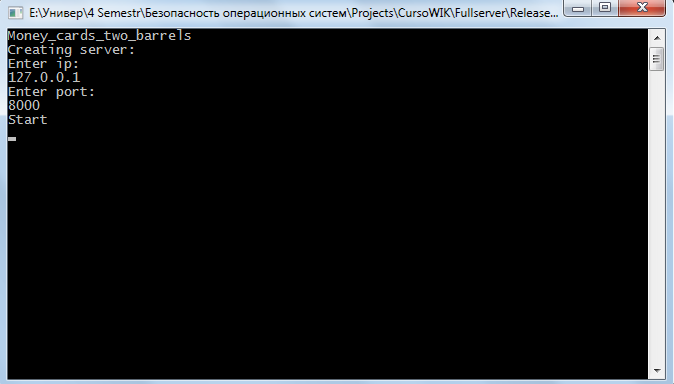 E:\Универ\4 Semestr\Безопасность операционных систем\Projects\CursoWIK\Fullserver\Release...
Money_cards_two_barrels
Creating server:
Enter ip:
127.0.0.1
Enter port:
8000
Start